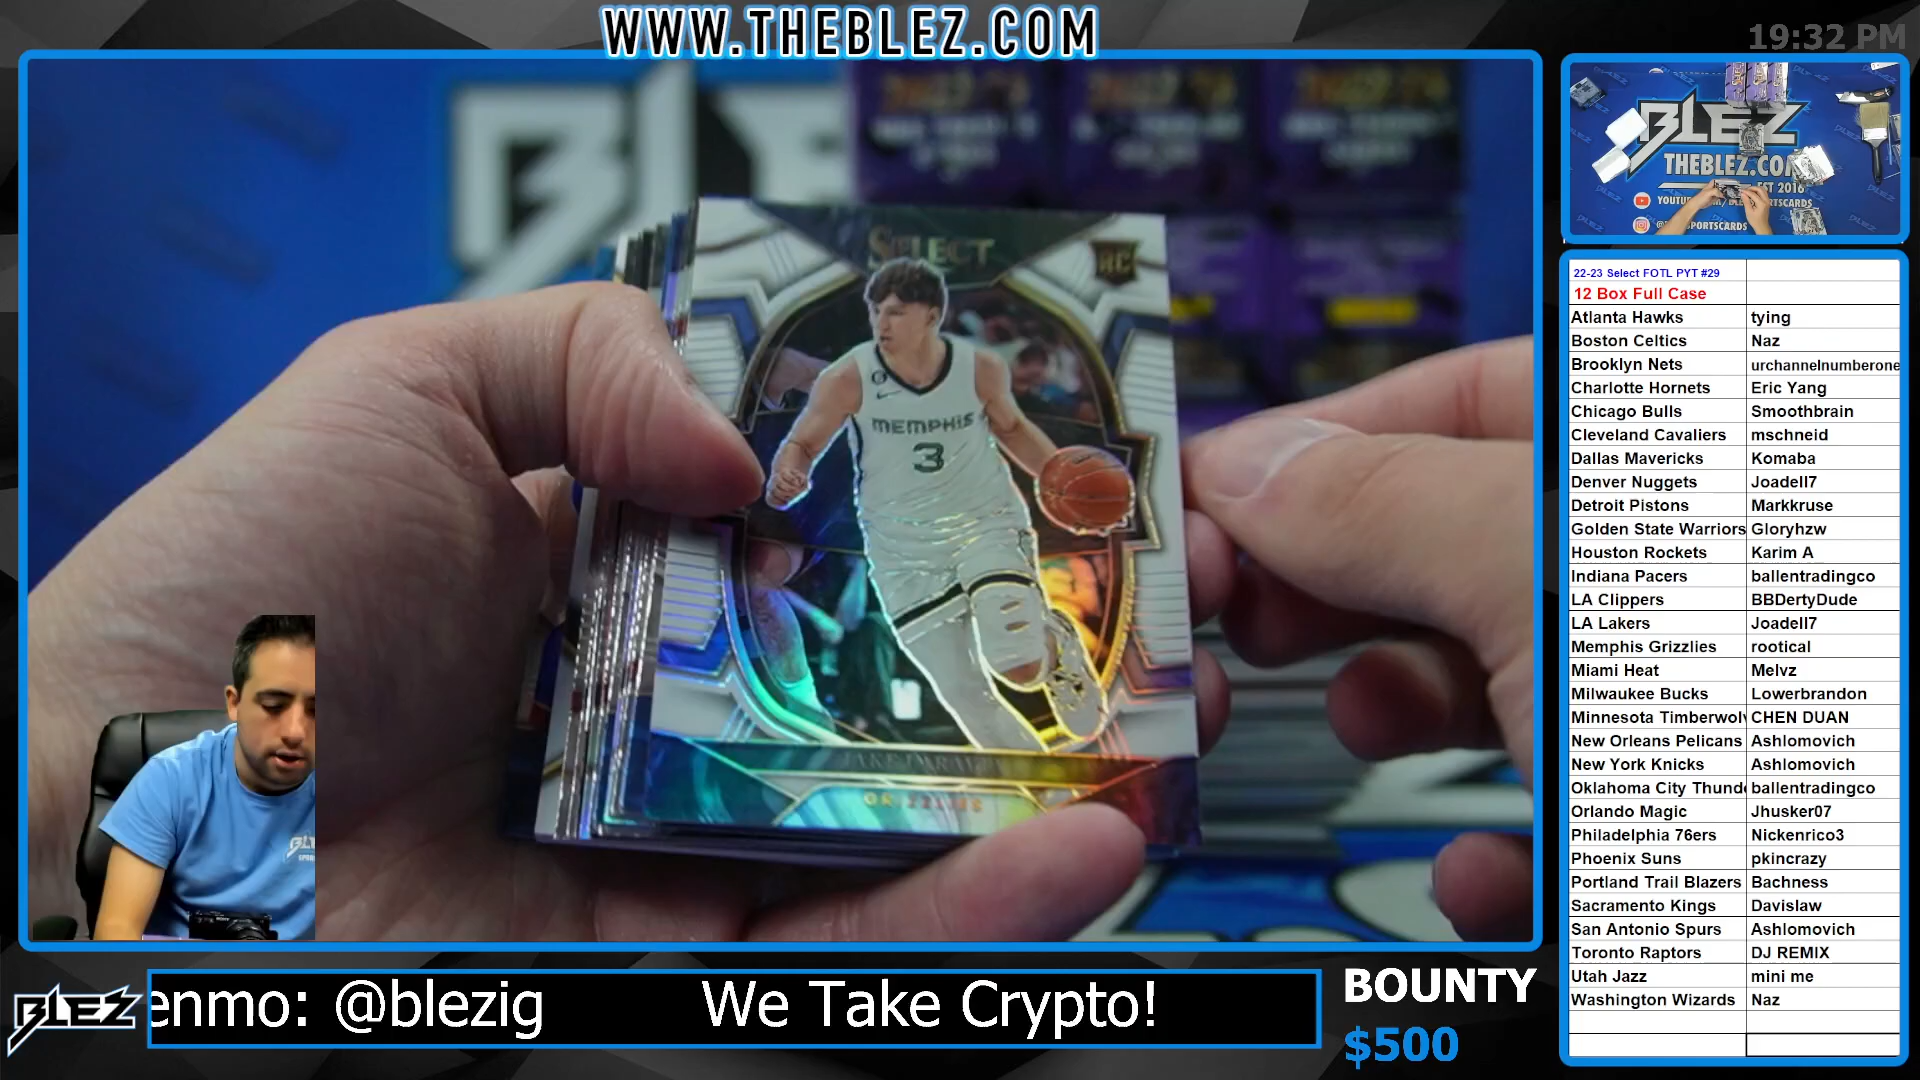 WWW.THEBLEZ.COM
19:32 PM
SELECT
RC
MEMPHIS
3
GRIZZLIES
BLEZ
THEBLEZ.COM
EST 2016
22-23 Select FOTL PYT #29
12 Box Full Case
Atlanta Hawks tying
Boston Celtics Naz
Brooklyn Nets urchannelnumberone
Charlotte Hornets Eric Yang
Chicago Bulls Smoothbrain
Cleveland Cavaliers mschneid
Dallas Mavericks Komaba
Denver Nuggets Joadell7
Detroit Pistons Markkruse
Golden State Warriors Gloryhzw
Houston Rockets Karim A
Indiana Pacers ballentradingco
LA Clippers BBDertyDude
LA Lakers Joadell7
Memphis Grizzlies rootical
Miami Heat Melvz
Milwaukee Bucks Lowerbrandon
Minnesota Timberwolv CHEN DUAN
New Orleans Pelicans Ashlomovich
New York Knicks Ashlomovich
Oklahoma City Thund ballentradingco
Orlando Magic Jhusker07
Philadelphia 76ers Nickenrico3
Phoenix Suns pkincrazy
Portland Trail Blazers Bachness
Sacramento Kings Davislaw
San Antonio Spurs Ashlomovich
Toronto Raptors DJ REMIX
Utah Jazz mini me
Washington Wizards Naz
BLEZ
enmo: @blezig We Take Crypto!
BOUNTY
$500